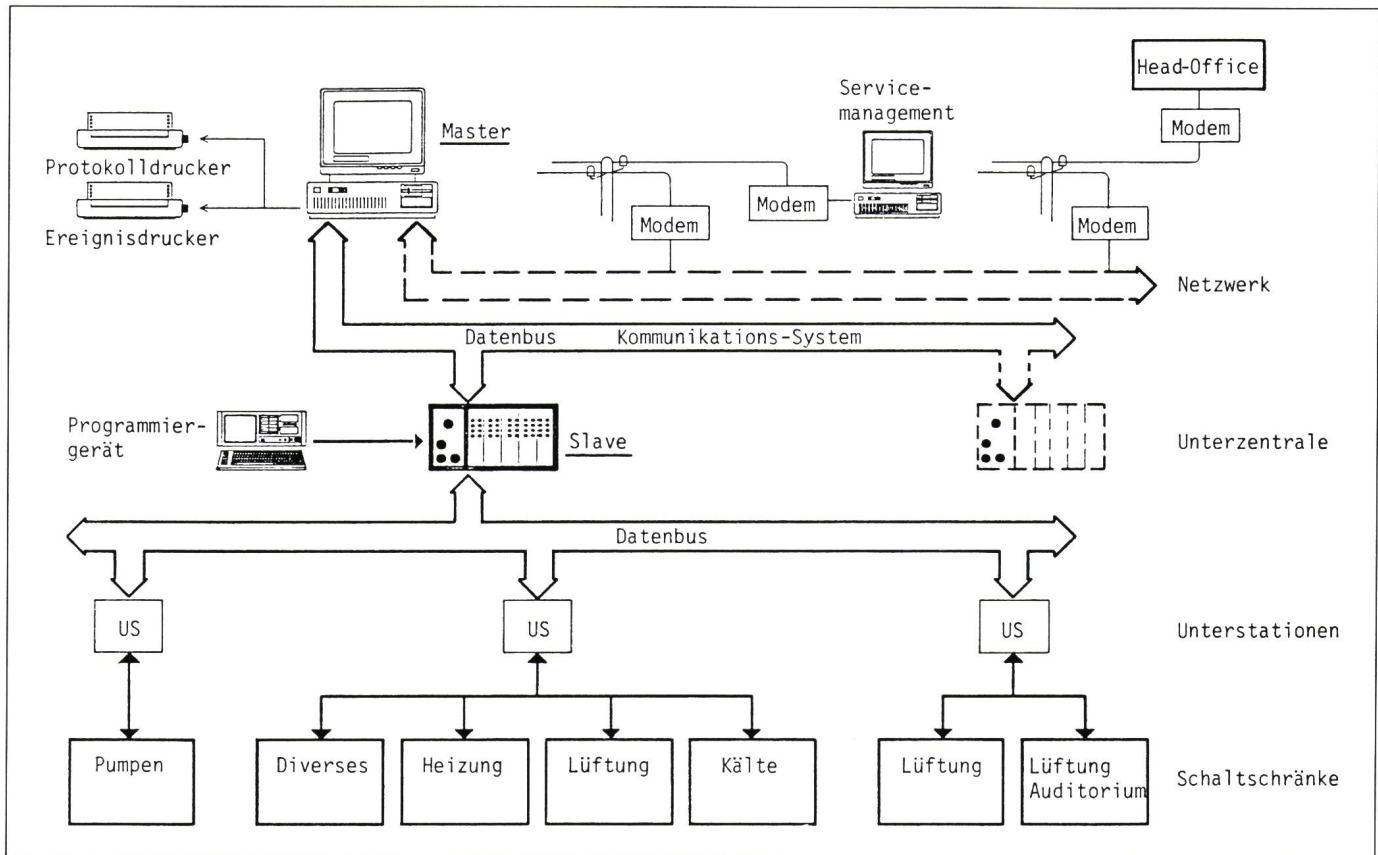 Head-Office
Service-
management
Modem
Master
Protokolldrucker
Ereignisdrucker
Modem
Modem
Modem
Netzwerk
Datenbus Kommunikations-System
Programmier-
gerät
Slave
Unterzentrale
Datenbus
US US US Unterstationen
Pumpen Diverses Heizung Lüftung Kälte Lüftung Lüftung
Auditorium
Schaltschränke